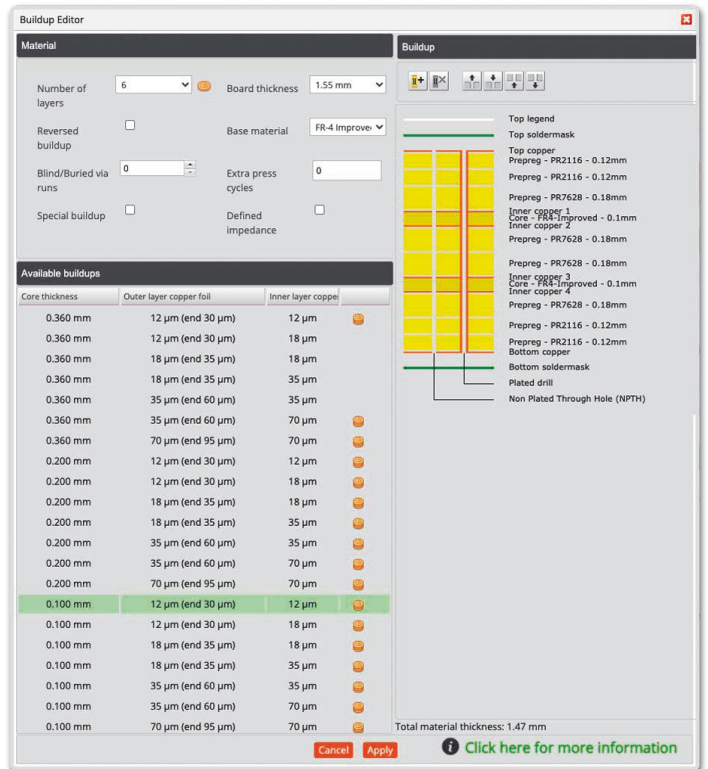 Buildup Editor
Material
Number of layers
6
Board thickness
1.55 mm
Reversed buildup
Base material
FR-4 Improve
Blind/Buried via runs
0
Extra press cycles
0
Special buildup
Defined impedance
Available buildups
Core thickness Outer layer copper foil Inner layer coppe
0.360 mm 12 µm (end 30 µm) 12 µm
0.360 mm 12 µm (end 30 µm) 18 µm
0.360 mm 18 µm (end 35 µm) 18 µm
0.360 mm 18 µm (end 35 µm) 35 µm
0.360 mm 35 µm (end 60 µm) 35 µm
0.360 mm 35 µm (end 60 µm) 70 µm
0.360 mm 70 µm (end 95 µm) 70 µm
0.200 mm 12 µm (end 30 µm) 12 µm
0.200 mm 12 µm (end 30 µm) 18 µm
0.200 mm 18 µm (end 35 µm) 18 µm
0.200 mm 18 µm (end 35 µm) 35 µm
0.200 mm 35 µm (end 60 µm) 35 µm
0.200 mm 35 µm (end 60 µm) 70 µm
0.200 mm 70 µm (end 95 µm) 70 µm
0.100 mm 12 µm (end 30 µm) 12 µm
0.100 mm 12 µm (end 30 µm) 18 µm
0.100 mm 18 µm (end 35 µm) 18 µm
0.100 mm 18 µm (end 35 µm) 35 µm
0.100 mm 35 µm (end 60 µm) 35 µm
0.100 mm 35 µm (end 60 µm) 70 µm
0.100 mm 70 µm (end 95 µm) 70 µm
Cancel Apply
Buildup
Top legend
Top soldermask
Top copper
Prepreg - PR2116 - 0.12mm
Prepreg - PR2116 - 0.12mm
Prepreg - PR7628 - 0.18mm
Inner copper 1
Core - FR4-Improved - 0.1mm
Inner copper 2
Prepreg - PR7628 - 0.18mm
Prepreg - PR7628 - 0.18mm
Inner copper 3
Core - FR4-Improved - 0.1mm
Inner copper 4
Prepreg - PR7628 - 0.18mm
Prepreg - PR2116 - 0.12mm
Prepreg - PR2116 - 0.12mm
Bottom copper
Bottom soldermask
Plated drill
Non Plated Through Hole (NPTH)
Total material thickness: 1.47 mm
Click here for more information